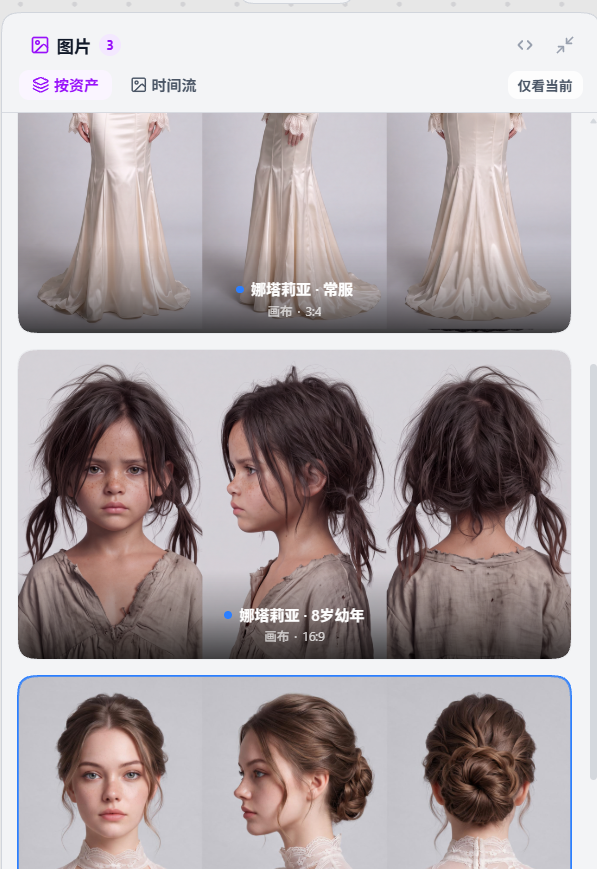 图片 3
按资产 时间流 仅看当前
娜塔莉亚 · 常服
画布 · 3:4
娜塔莉亚 · 8岁幼年
画布 · 16:9